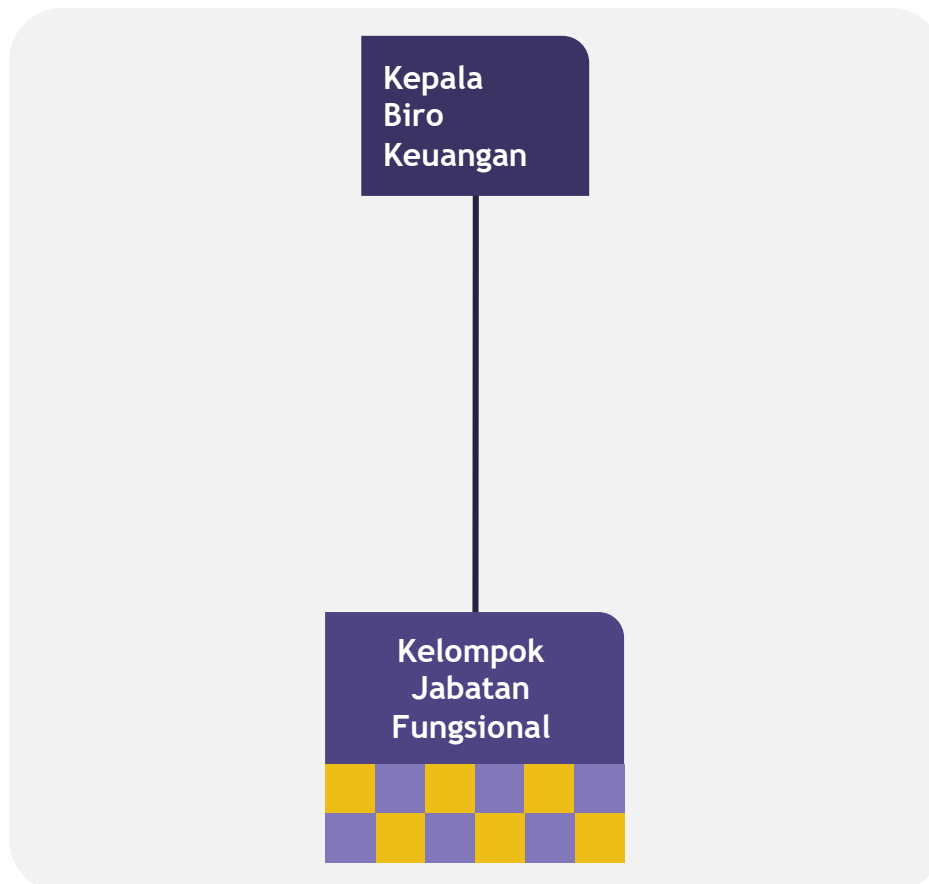 Kepala
Biro
Keuangan
Kelompok
Jabatan
Fungsional